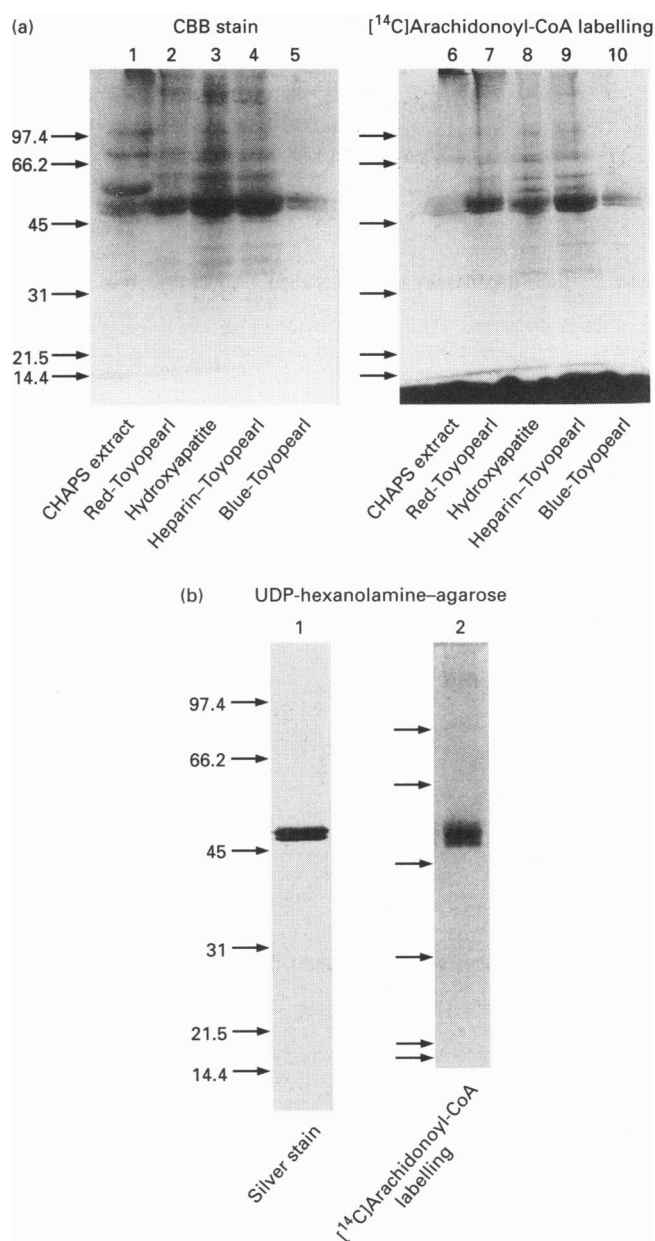 (a)
CBB stain
[14C]Arachidonoyl-CoA labelling
1 2 3 4 5
6 7 8 9 10
97.4
66.2
45
31
21.5
14.4
CHAPS extract
Red-Toyopearl
Hydroxyapatite
Heparin–Toyopearl
Blue-Toyopearl
CHAPS extract
Red-Toyopearl
Hydroxyapatite
Heparin–Toyopearl
Blue-Toyopearl
(b) UDP-hexanolamine–agarose
1
2
97.4
66.2
45
31
21.5
14.4
Silver stain
[14C]Arachidonoyl-CoA
labelling